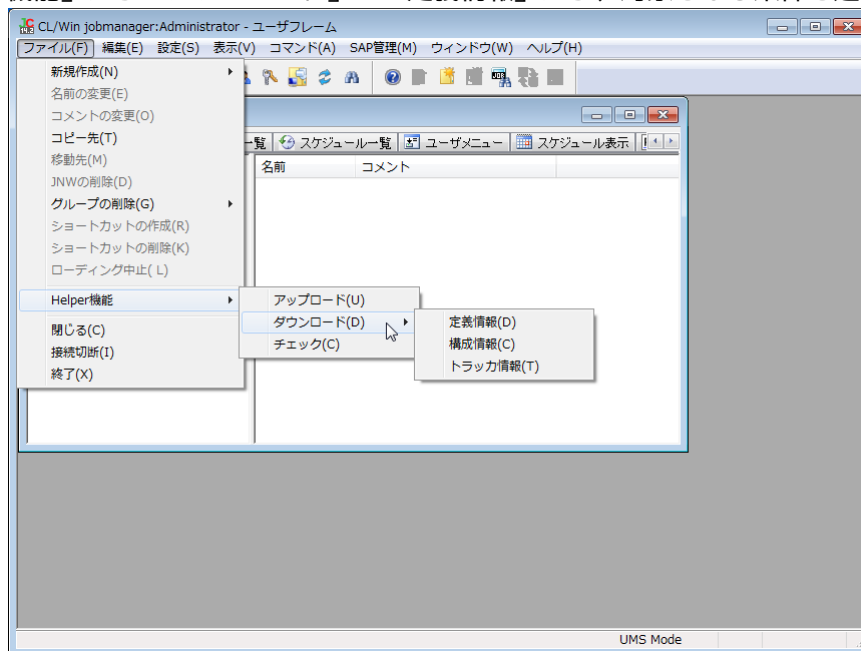 CL/Win jobmanager:Administrator - ユーザフレーム
ファイル(F) 編集(E) 設定(S) 表示(V) コマンド(A) SAP管理(M) ウィンドウ(W) ヘルプ(H)
新規作成(N)
名前の変更(E)
コメントの変更(O)
コピー先(T)
移動先(M)
JNWの削除(D)
グループの削除(G)
ショートカットの作成(R)
ショートカットの削除(K)
ローディング中止( L)
Helper機能
閉じる(C)
接続切断(I)
終了(X)
一覧 スケジュール一覧 ユーザメニュー スケジュール表示
名前 コメント
アップロード(U)
ダウンロード(D)
チェック(C)
定義情報(D)
構成情報(C)
トラッカ情報(T)
UMS Mode